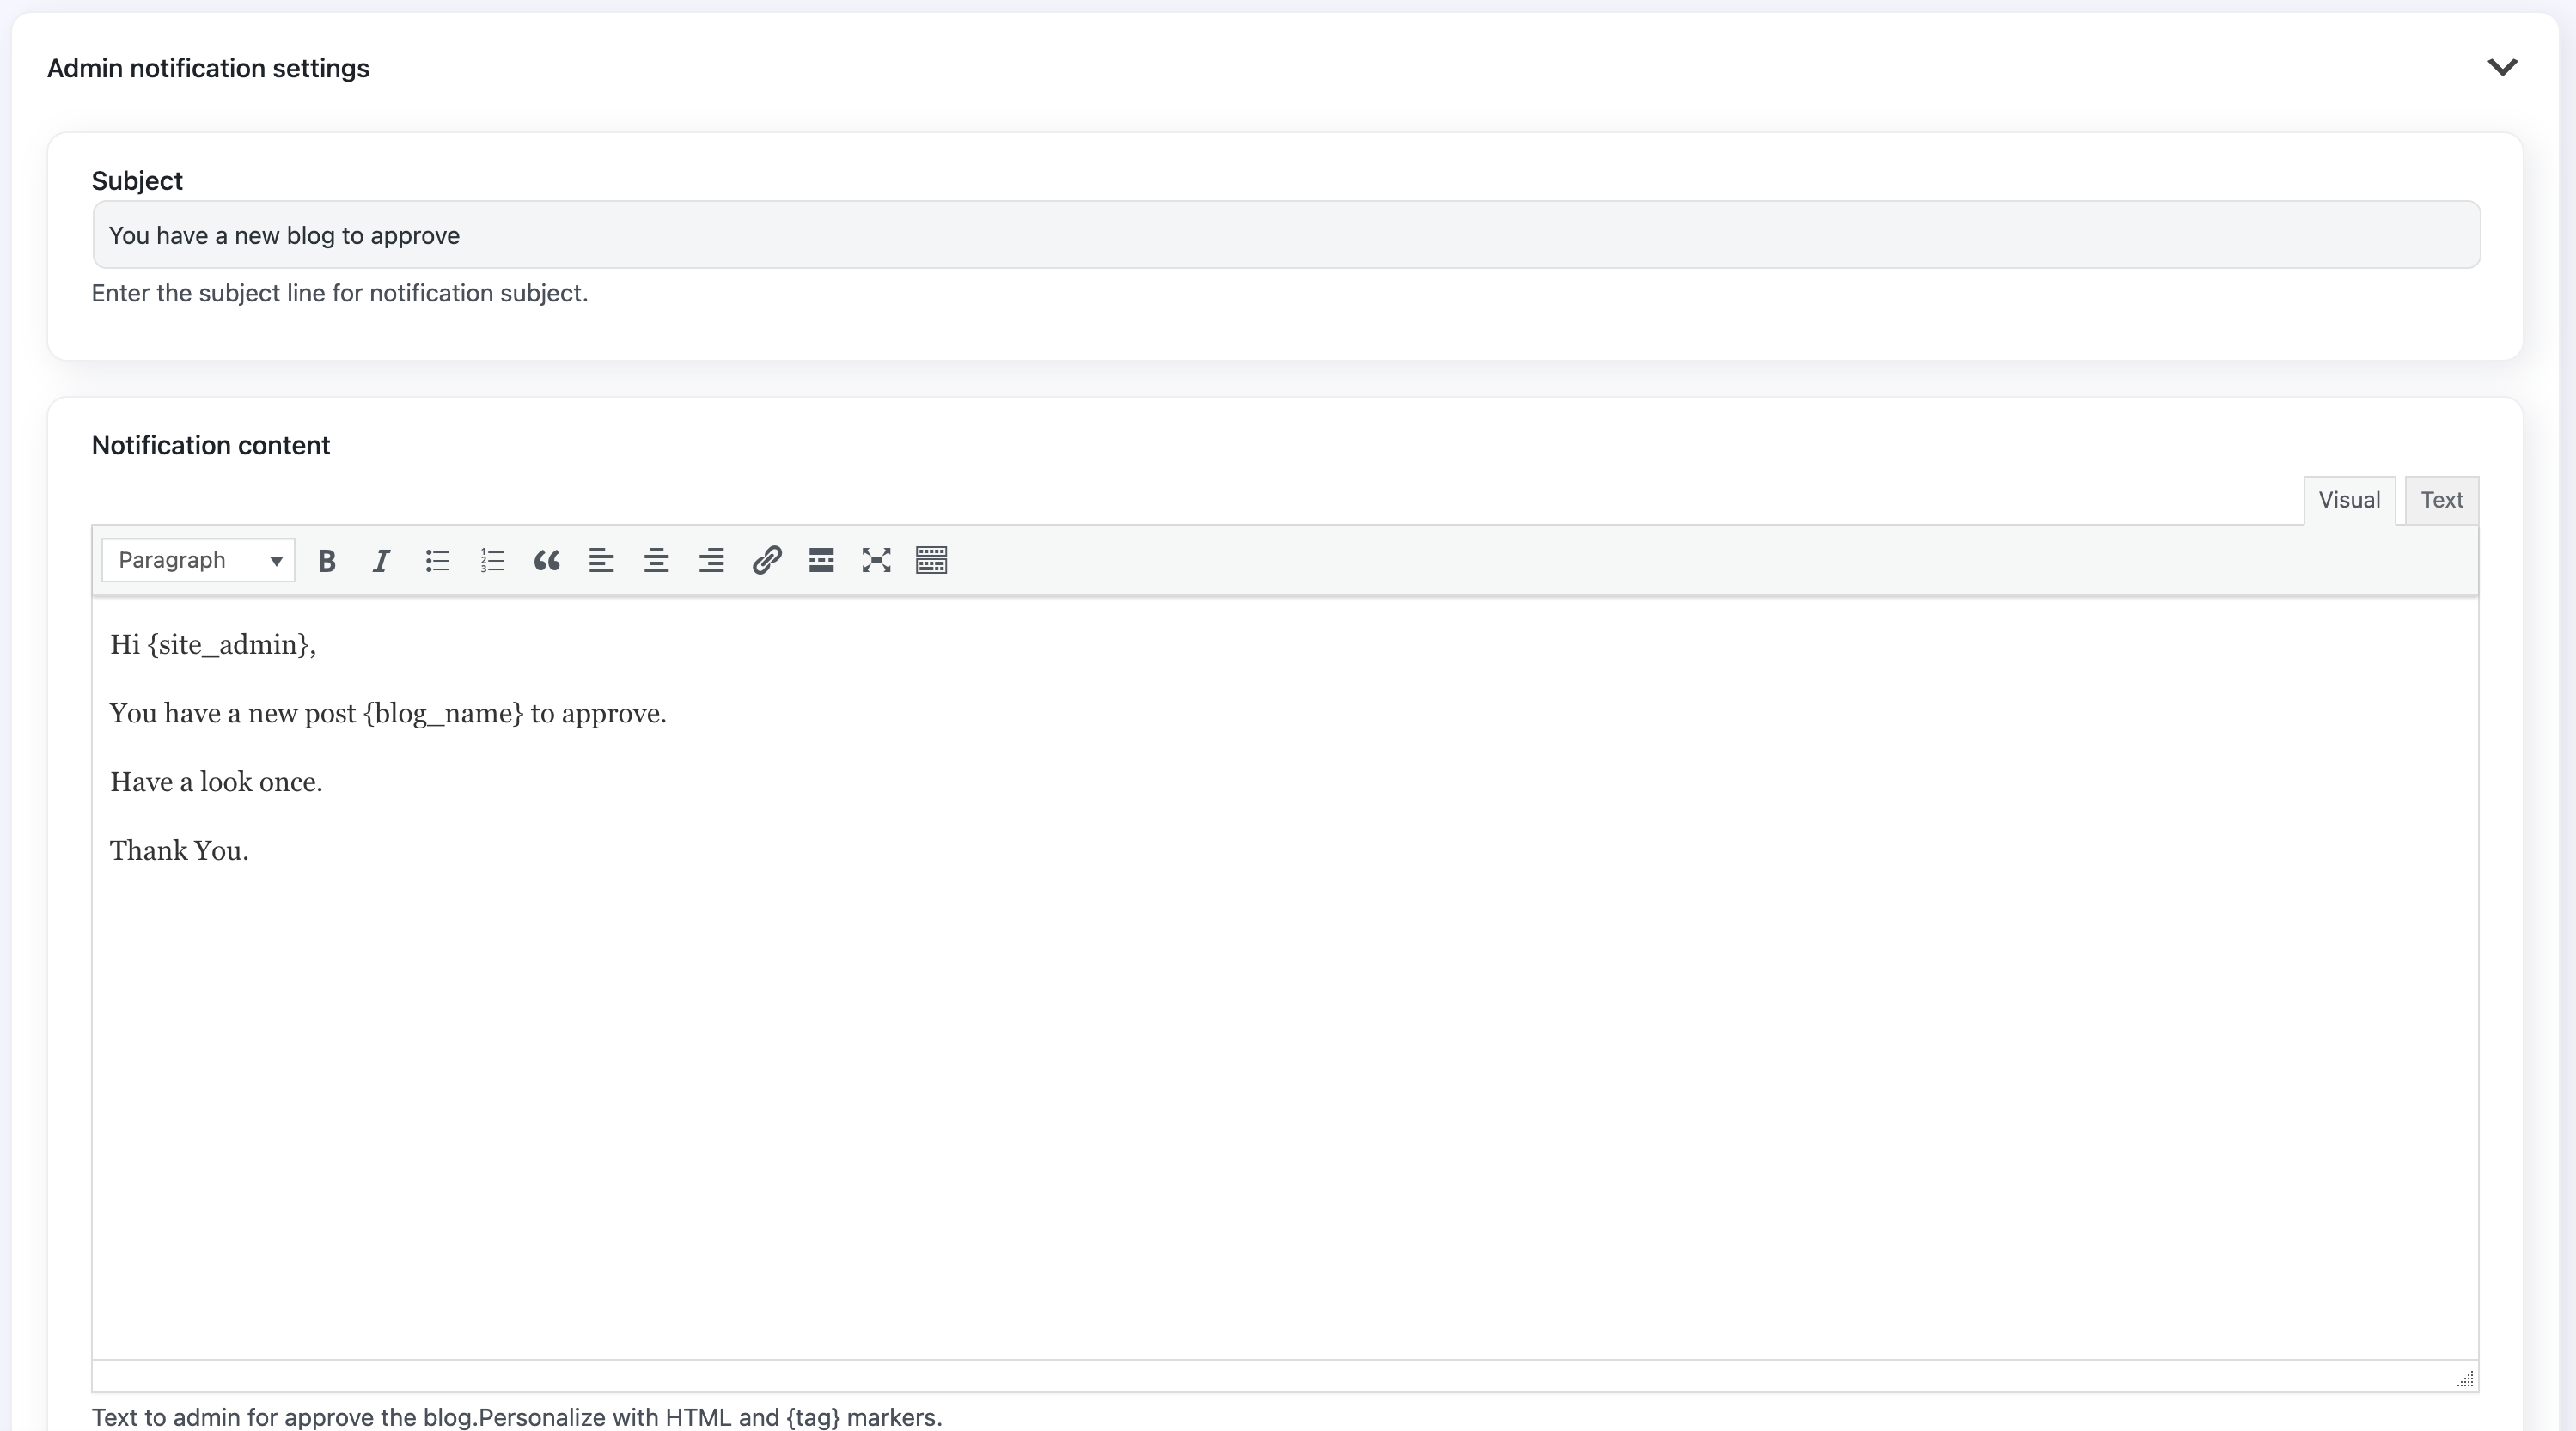 Admin notification settings
Subject
You have a new blog to approve
Enter the subject line for notification subject.
Notification content
Visual Text
Paragraph
Hi {site_admin},
You have a new post {blog_name} to approve.
Have a look once.
Thank You.
Text to admin for approve the blog.Personalize with HTML and {tag} markers.